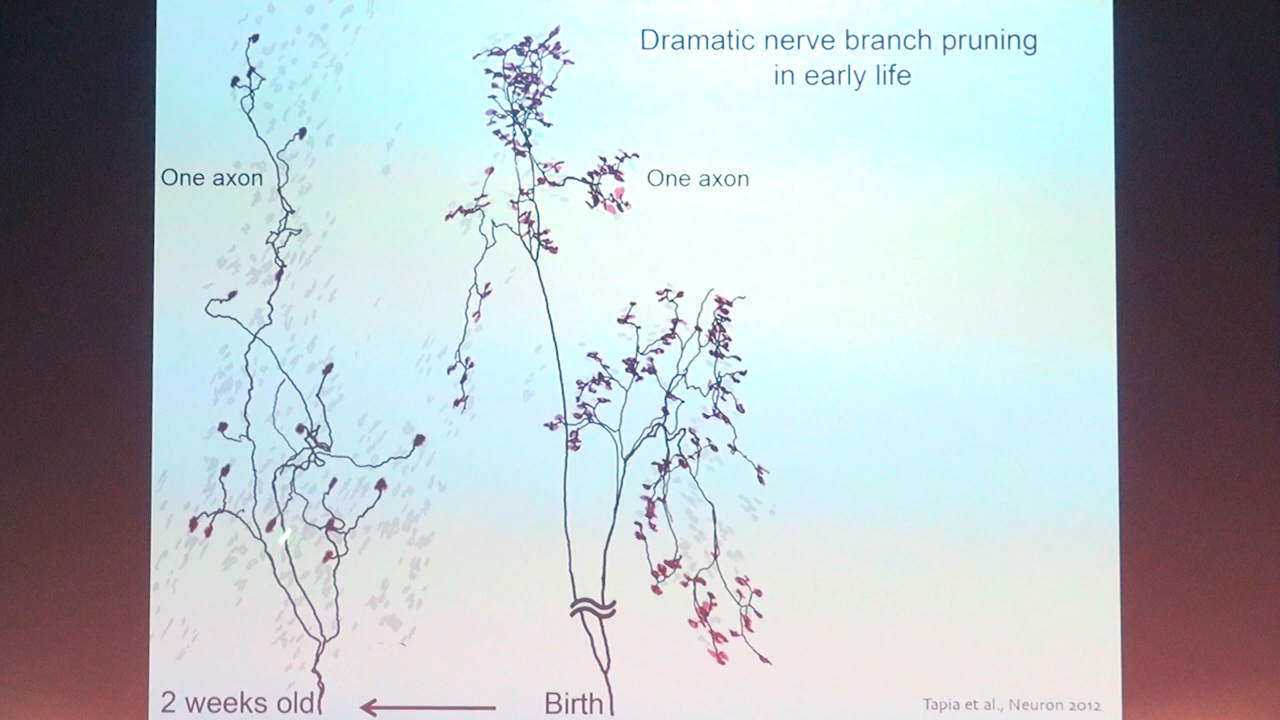 Dramatic nerve branch pruning
in early life
One axon
One axon
2 weeks old
Birth
Tapia et al., Neuron 2012